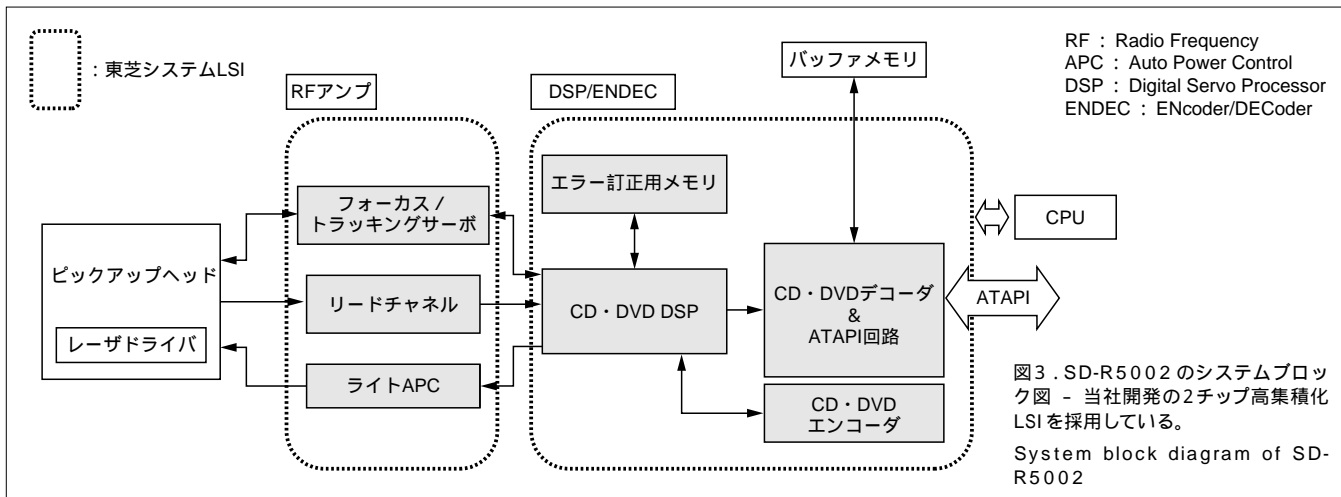 ：東芝システムLSI
RFアンプ
DSP/ENDEC
バッファメモリ
RF : Radio Frequency
APC : Auto Power Control
DSP : Digital Servo Processor
ENDEC : ENcoder/DECoder
エラー訂正用メモリ
フォーカス /
トラッキングサーボ
CPU
ピックアップヘッド
リードチャネル
CD・DVD DSP
CD・DVDデコーダ
&
ATAPI回路
ATAPI
レーザドライバ
ライトAPC
CD・DVD
エンコーダ
図3．SD-R5002 のシステムブロッ
ク図 － 当社開発の2チップ高集積化
LSIを採用している。
System block diagram of SD-
R5002